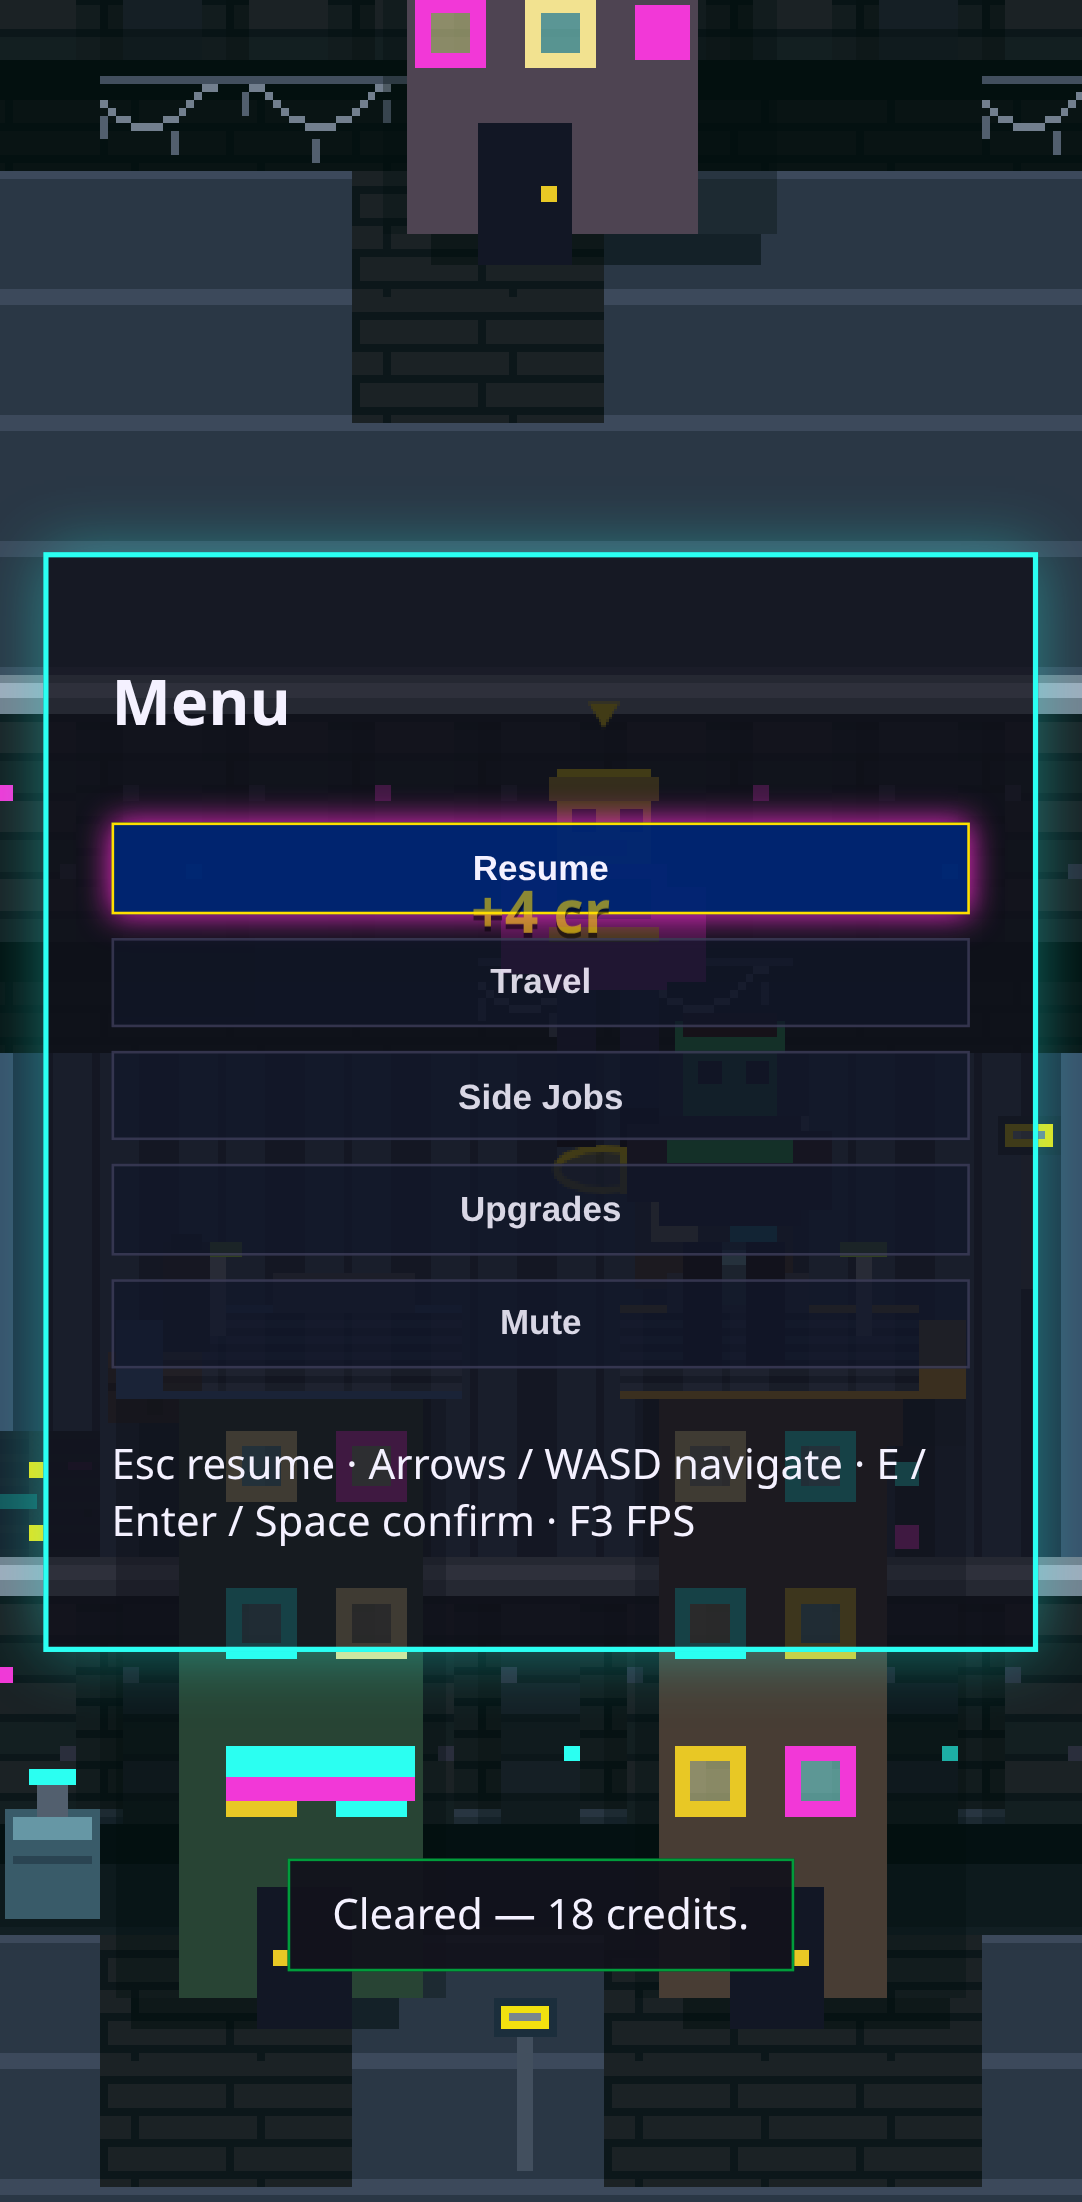 Menu
Resume
+4 cr
Travel
Side Jobs
Upgrades
Mute
Esc resume · Arrows / WASD navigate · E /
Enter / Space confirm · F3 FPS
Cleared — 18 credits.